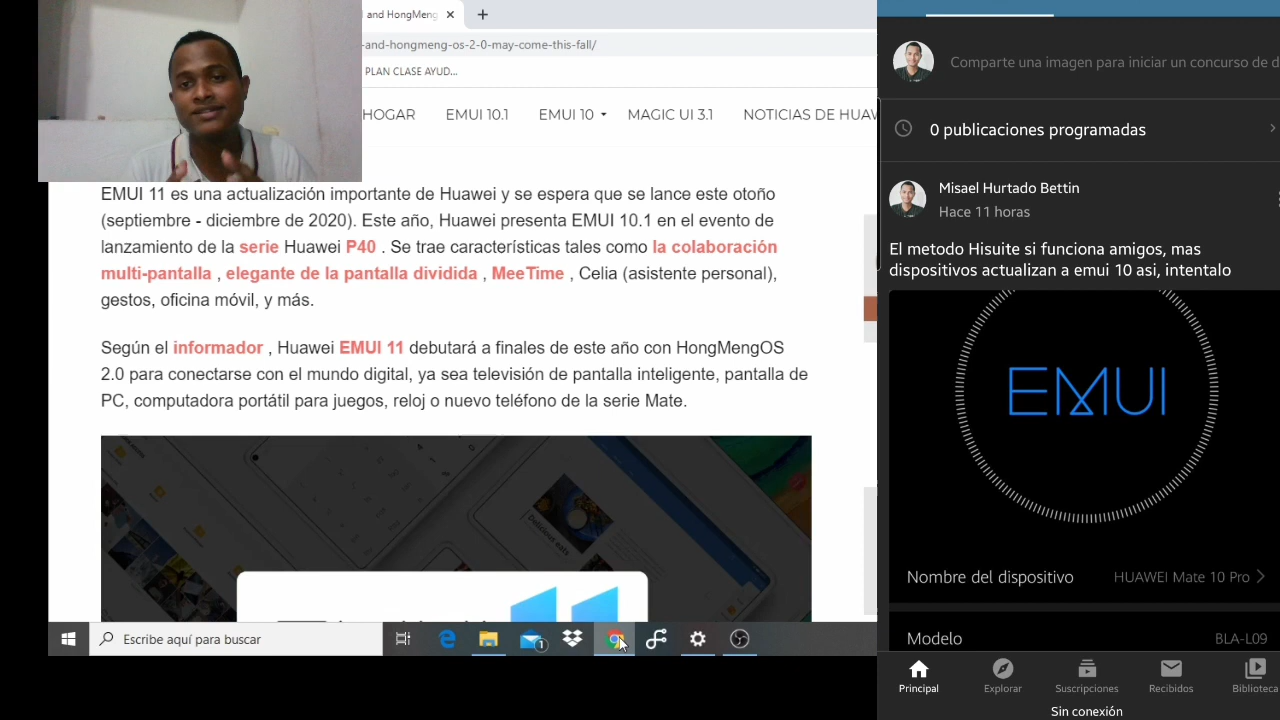 and HongMeng
-and-hongmeng-os-2-0-may-come-this-fall/
PLAN CLASE AYUD...
HOGAR EMUI 10.1 EMUI 10 MAGIC UI 3.1 NOTICIAS DE HUAW
EMUI 11 es una actualización importante de Huawei y se espera que se lance este otoño
(septiembre - diciembre de 2020). Este año, Huawei presenta EMUI 10.1 en el evento de
lanzamiento de la serie Huawei P40 . Se trae características tales como la colaboración
multi-pantalla , elegante de la pantalla dividida , MeeTime , Celia (asistente personal),
gestos, oficina móvil, y más.
Según el informador , Huawei EMUI 11 debutará a finales de este año con HongMengOS
2.0 para conectarse con el mundo digital, ya sea televisión de pantalla inteligente, pantalla de
PC, computadora portátil para juegos, reloj o nuevo teléfono de la serie Mate.
Delicious eats
Escribe aquí para buscar
1
Comparte una imagen para iniciar un concurso de d
0 publicaciones programadas
Misael Hurtado Bettin
Hace 11 horas
El metodo Hisuite si funciona amigos, mas
dispositivos actualizan a emui 10 asi, intentalo
EMUI
Nombre del dispositivo HUAWEI Mate 10 Pro
Modelo BLA-L09
Principal Explorar Suscripciones Recibidos Biblioteca
Sin conexión